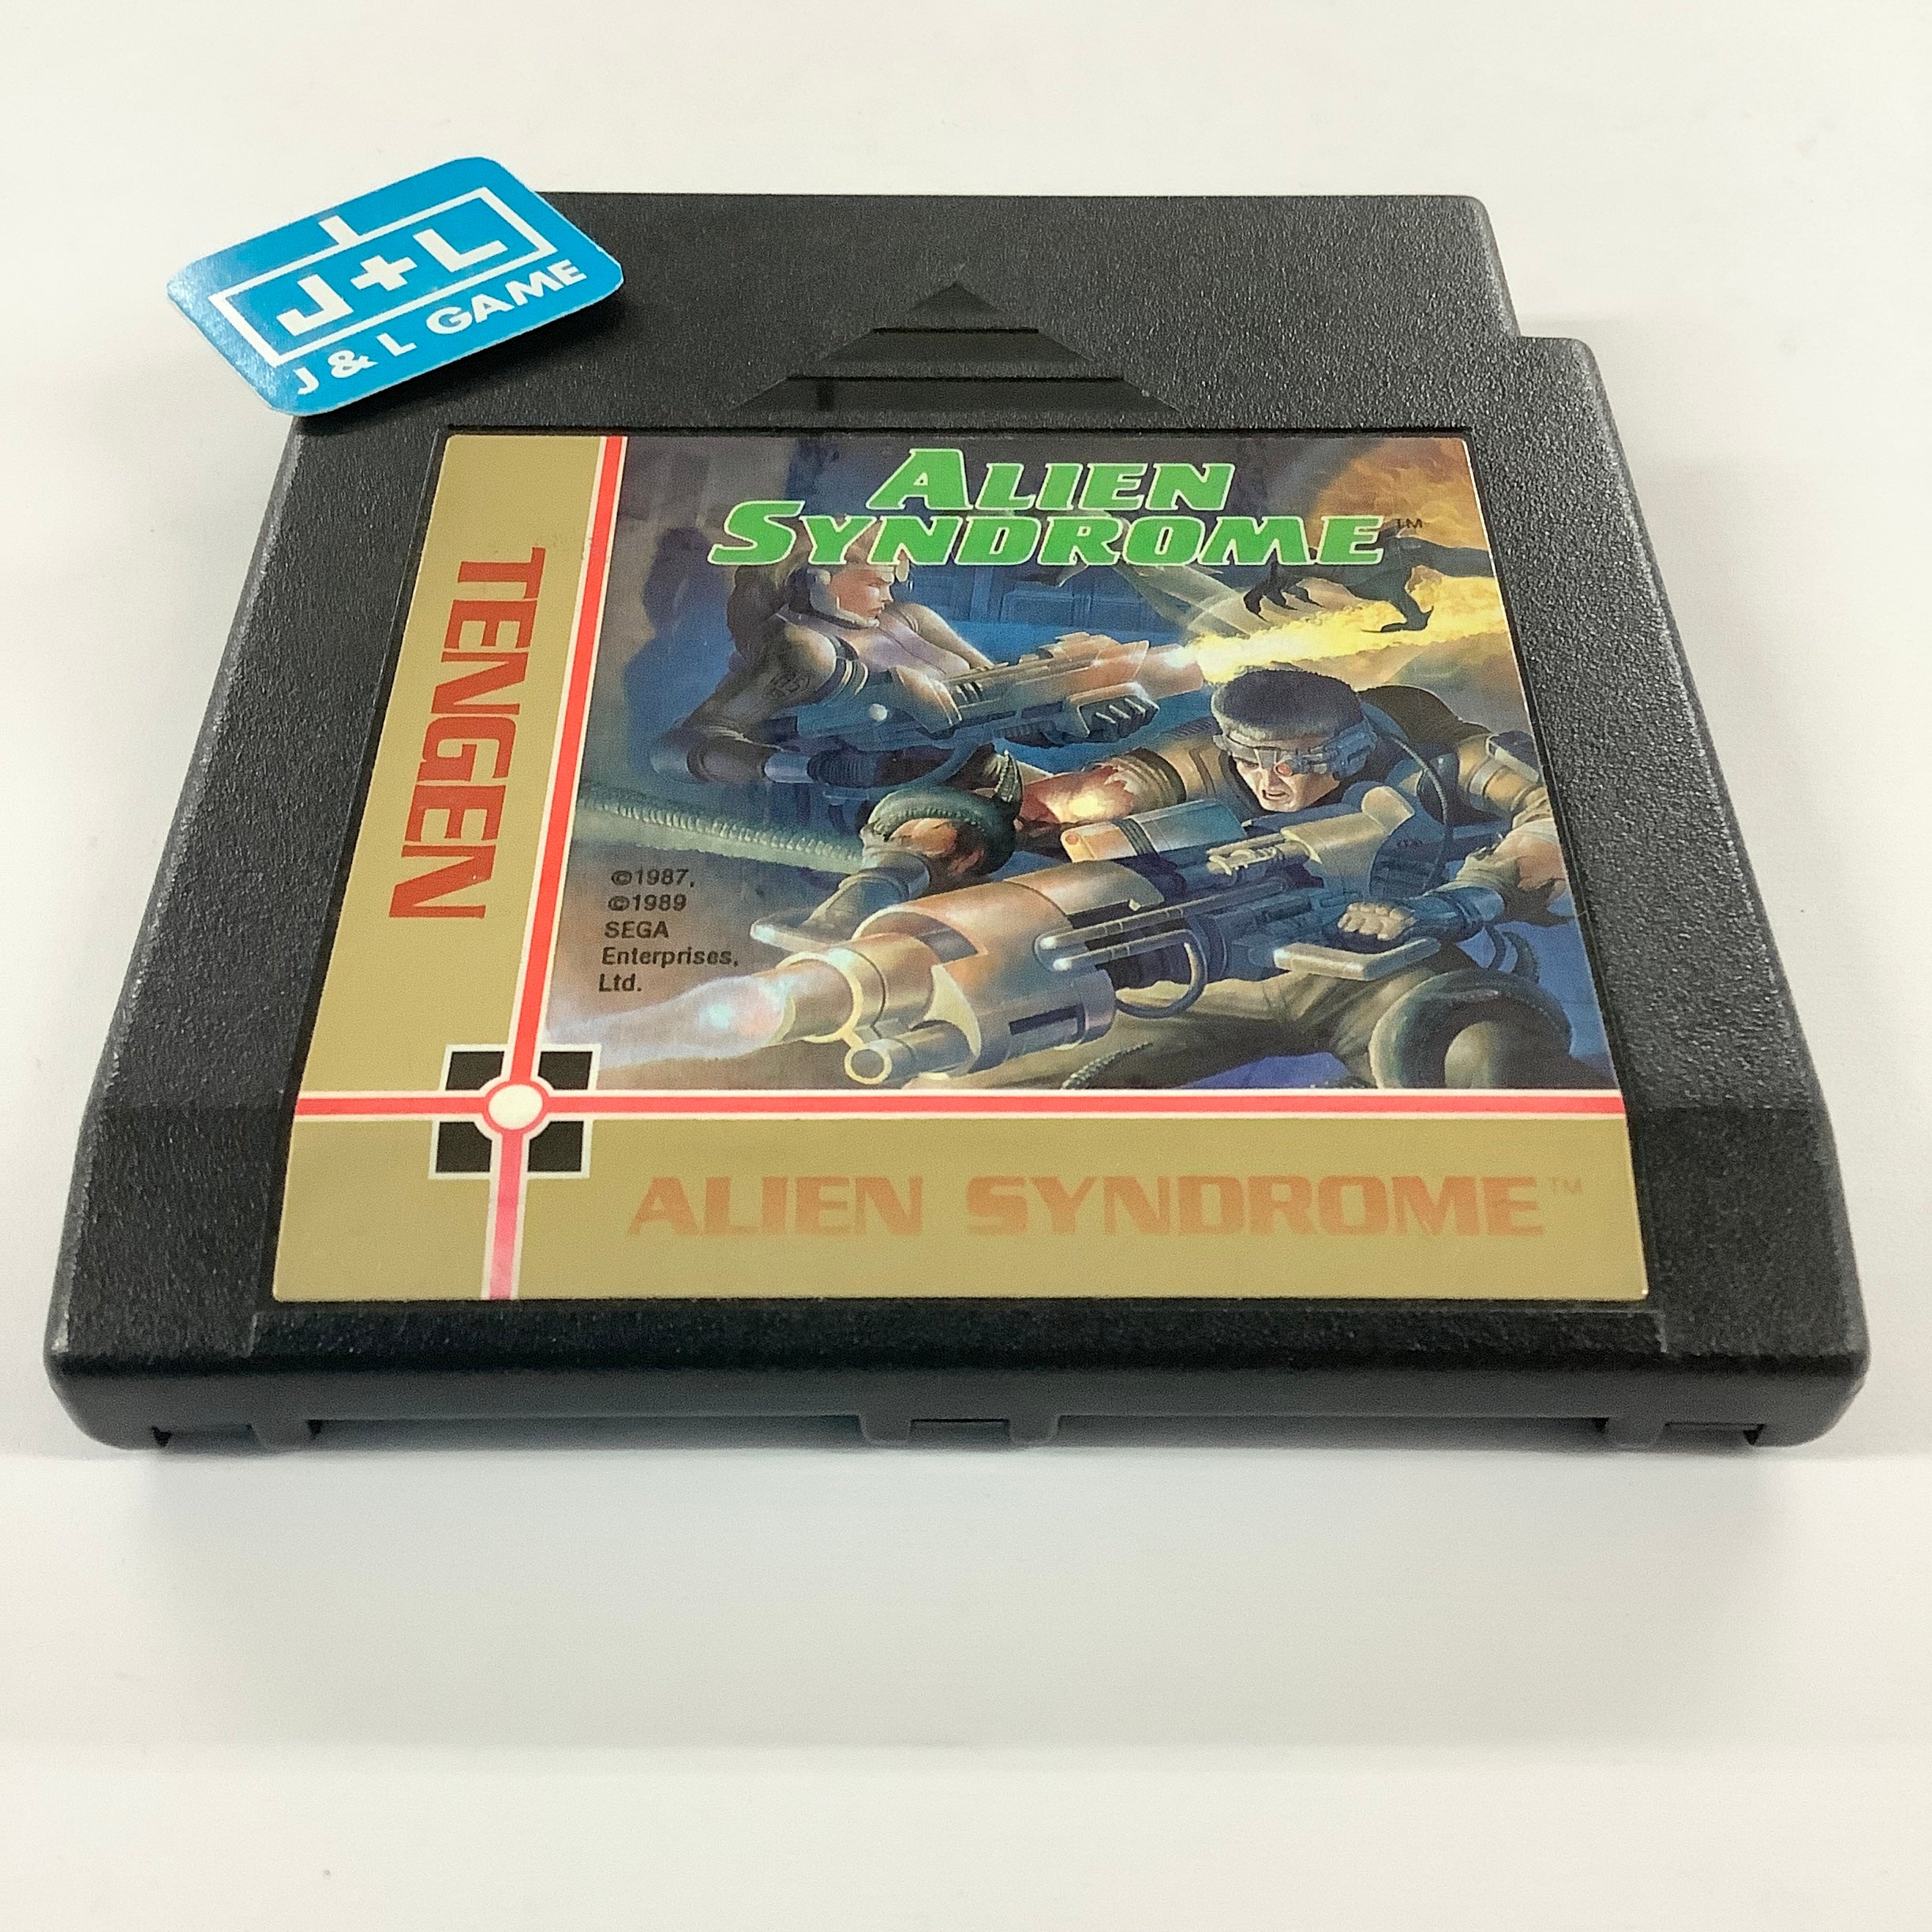 J+L
J & L GAME
ALIEN
SYNDROME™
TENGEN
©1987,
©1989
SEGA
Enterprises,
Ltd.
ALIEN SYNDROME™